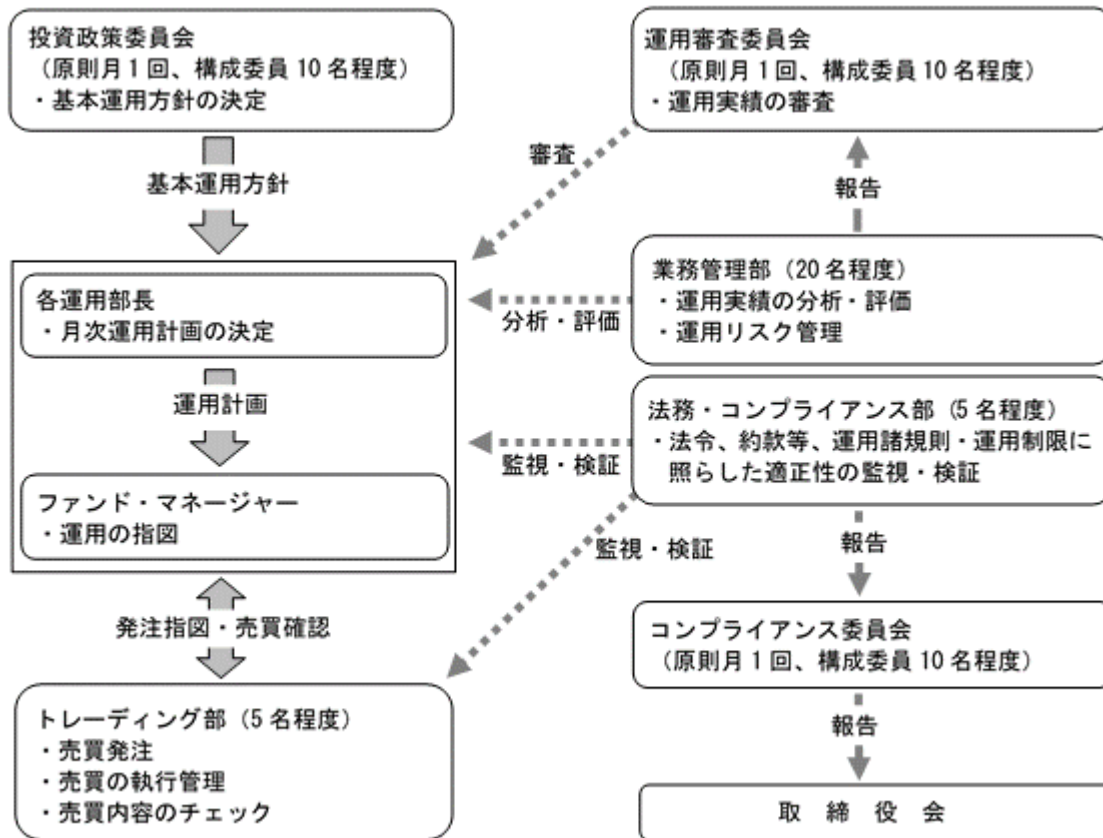 投資政策委員会
(原則月1回、構成委員10名程度)
・基本運用方針の決定
基本運用方針
各運用部長
・月次運用計画の決定
運用計画
ファンド・マネージャー
・運用の指図
発注指図・売買確認
トレーディング部(5名程度)
・売買発注
・売買の執行管理
・売買内容のチェック
運用審査委員会
(原則月1回、構成委員10名程度)
・運用実績の審査
審査
報告
業務管理部(20名程度)
・運用実績の分析・評価
・運用リスク管理
分析・評価
法務・コンプライアンス部(5名程度)
・法令、約款等、運用諸規則・運用制限に
照らした適正性の監視・検証
監視・検証
監視・検証
報告
コンプライアンス委員会
(原則月1回、構成委員10名程度)
報告
取締役会